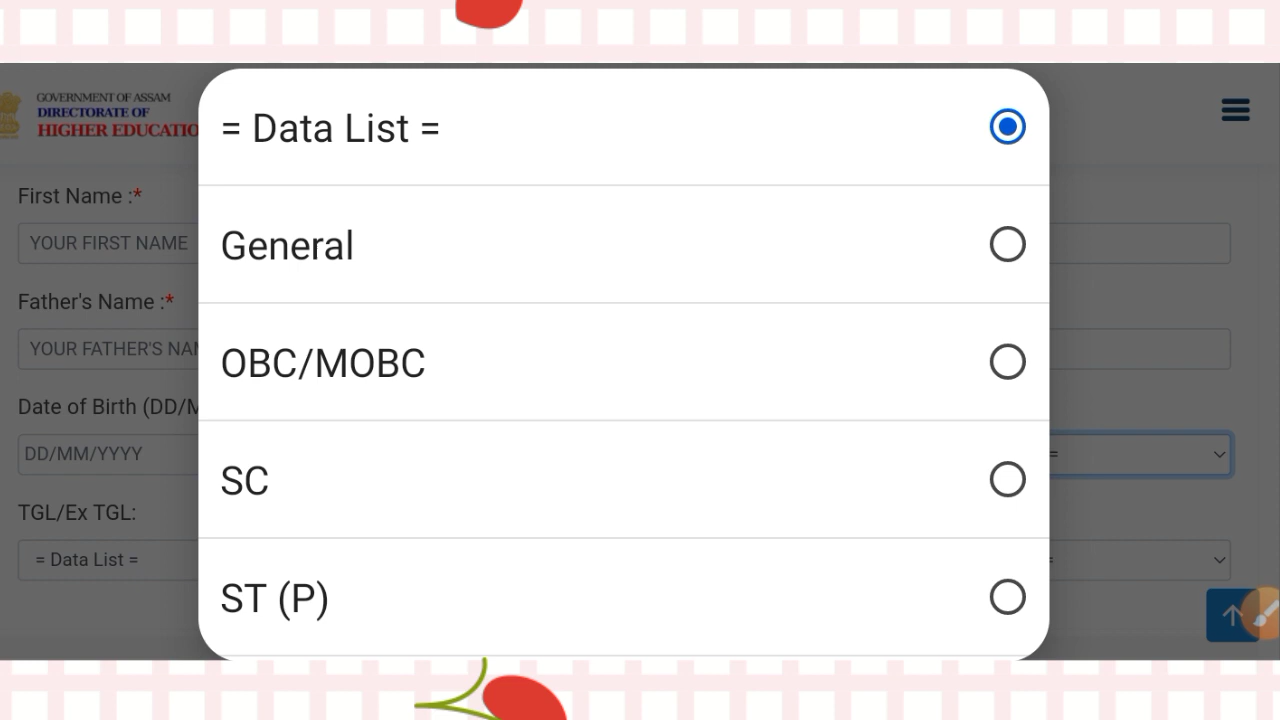 GOVERNMENT OF ASSAM
DIRECTORATE OF
HIGHER EDUCATIO
= Data List =
General
OBC/MOBC
SC
ST (P)
First Name :*
YOUR FIRST NAME
Father's Name :*
YOUR FATHER'S NA
Date of Birth (DD/M
DD/MM/YYYY
=
TGL/Ex TGL:
= Data List =
=